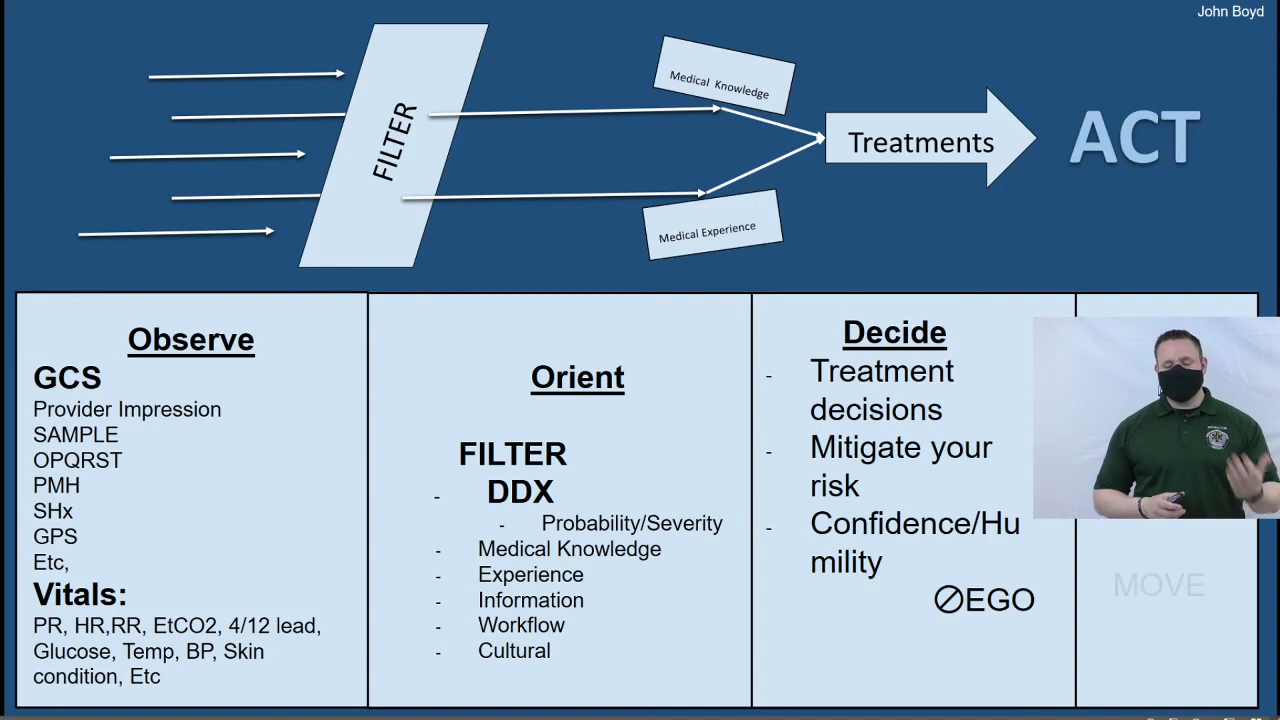 John Boyd
FILTER
Medical Knowledge
Medical Experience
Treatments
ACT
Observe
GCS
Provider Impression
SAMPLE
OPQRST
PMH
SHx
GPS
Etc,
Vitals:
PR, HR,RR, EtCO2, 4/12 lead,
Glucose, Temp, BP, Skin
condition, Etc
Orient
FILTER
- DDX
- Probability/Severity
- Medical Knowledge
- Experience
- Information
- Workflow
- Cultural
Decide
- Treatment
decisions
- Mitigate your
risk
- Confidence/Hu
mility
∅EGO
MOVE